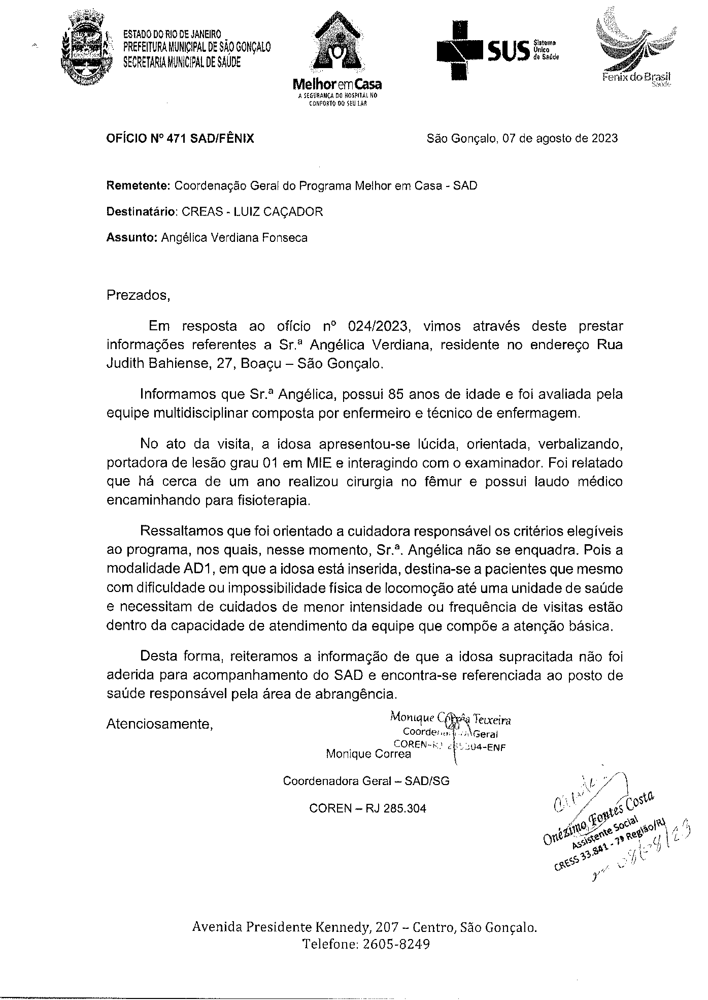 ESTADO DO RIO DE JANEIRO
PREFEITURA MUNICIPAL DE SÃO GONÇALO
SECRETARIA MUNICIPAL DE SAÚDE
Melhor em Casa
A SEGURANÇA DO HOSPITAL NO
CONFORTO DO SEU LAR
SUS Sistema
Único
de Saúde
Fenix do Brasil
Saúde
OFÍCIO Nº 471 SAD/FÊNIX São Gonçalo, 07 de agosto de 2023
Remetente: Coordenação Geral do Programa Melhor em Casa - SAD
Destinatário: CREAS - LUIZ CAÇADOR
Assunto: Angélica Verdiana Fonseca
Prezados,
Em resposta ao ofício nº 024/2023, vimos através deste prestar
informações referentes a Sr.ª Angélica Verdiana, residente no endereço Rua
Judith Bahiense, 27, Boaçu – São Gonçalo.
Informamos que Sr.ª Angélica, possui 85 anos de idade e foi avaliada pela
equipe multidisciplinar composta por enfermeiro e técnico de enfermagem.
No ato da visita, a idosa apresentou-se lúcida, orientada, verbalizando,
portadora de lesão grau 01 em MIE e interagindo com o examinador. Foi relatado
que há cerca de um ano realizou cirurgia no fêmur e possui laudo médico
encaminhando para fisioterapia.
Ressaltamos que foi orientado a cuidadora responsável os critérios elegíveis
ao programa, nos quais, nesse momento, Sr.ª. Angélica não se enquadra. Pois a
modalidade AD1, em que a idosa está inserida, destina-se a pacientes que mesmo
com dificuldade ou impossibilidade física de locomoção até uma unidade de saúde
e necessitam de cuidados de menor intensidade ou frequência de visitas estão
dentro da capacidade de atendimento da equipe que compõe a atenção básica.
Desta forma, reiteramos a informação de que a idosa supracitada não foi
aderida para acompanhamento do SAD e encontra-se referenciada ao posto de
saúde responsável pela área de abrangência.
Atenciosamente,
Monique Corrêa Teixeira
Geral
Monique Correa
Coordenadora Geral – SAD/SG
COREN – RJ 285.304
Onézimo Fontes Costa
Assistente Social
CRESS 33.841 - 7ª Região/RJ
08/08/23
Avenida Presidente Kennedy, 207 – Centro, São Gonçalo.
Telefone: 2605-8249